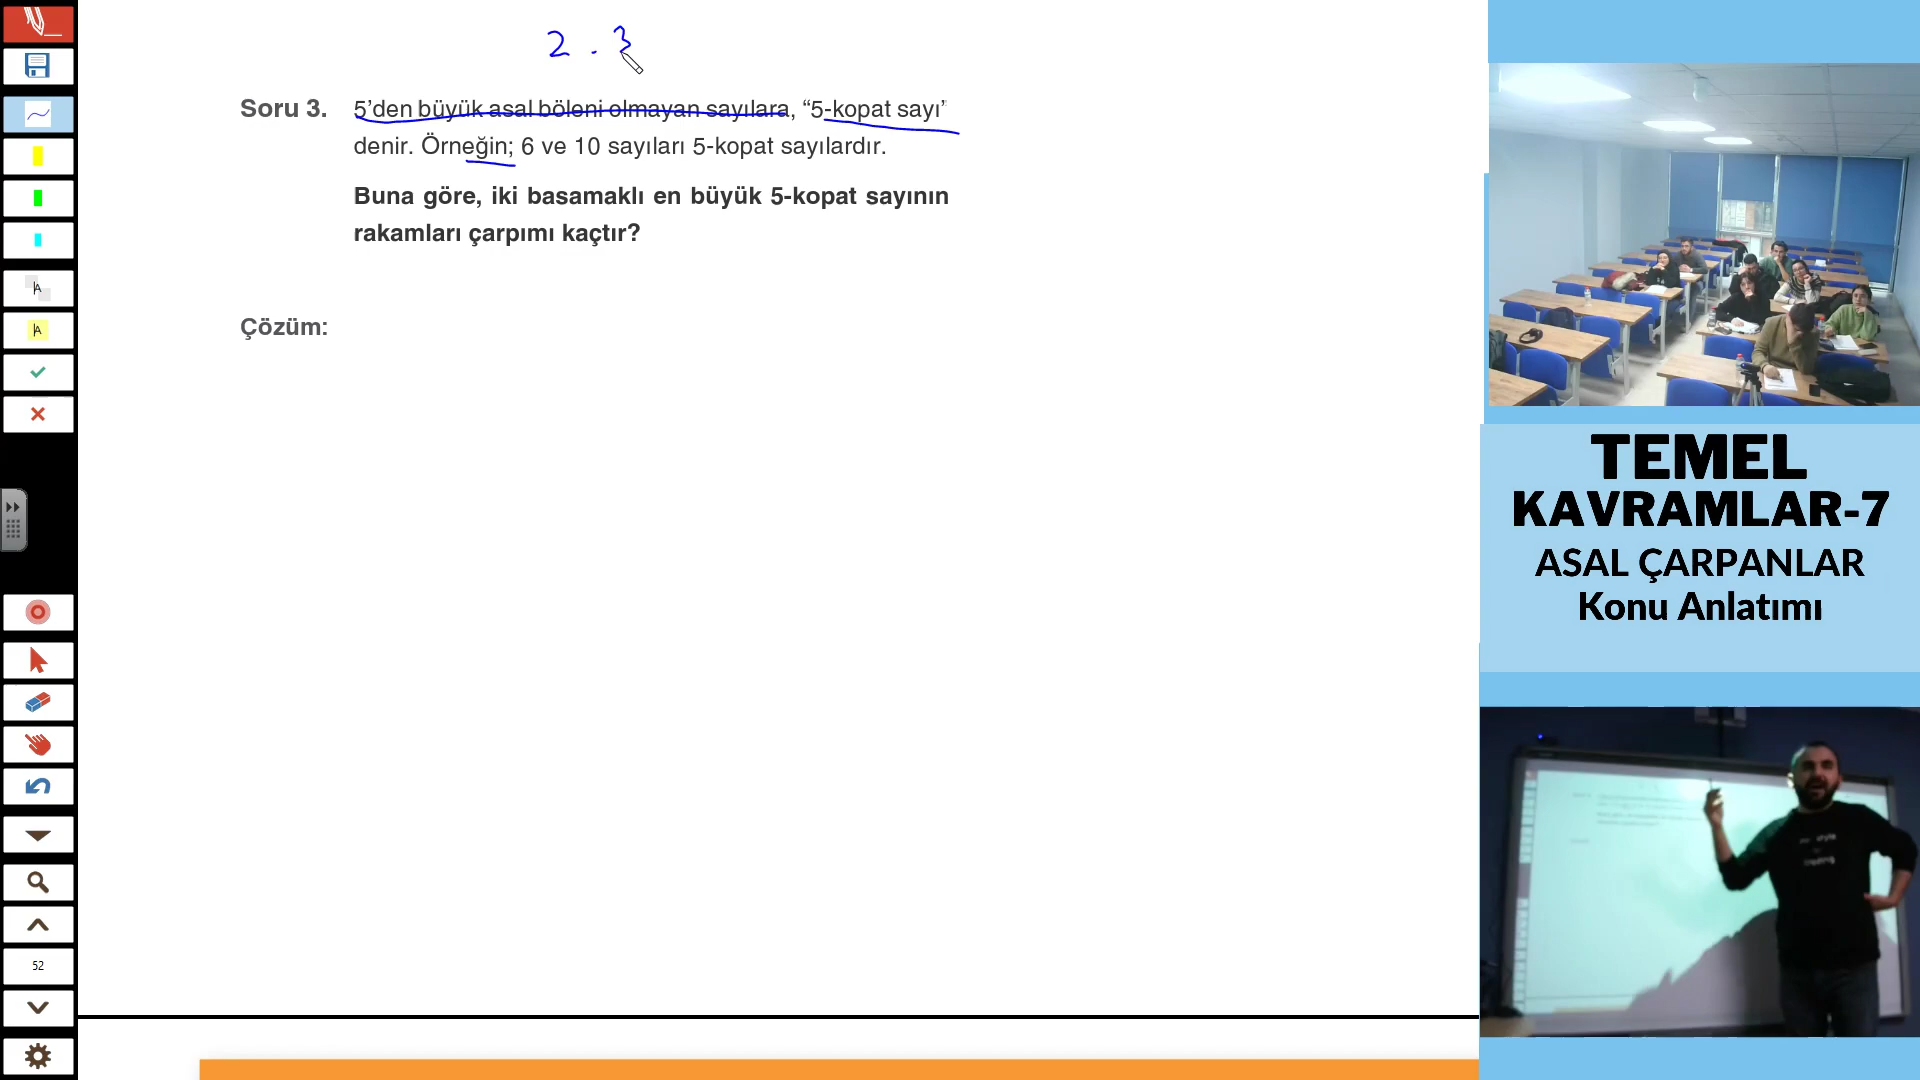 2 . 3
Soru 3. 5’den büyük asal böleni olmayan sayılara, “5-kopat sayı”
denir. Örneğin; 6 ve 10 sayıları 5-kopat sayılardır.
Buna göre, iki basamaklı en büyük 5-kopat sayının
rakamları çarpımı kaçtır?
Çözüm:
52
TEMEL
KAVRAMLAR-7
ASAL ÇARPANLAR
Konu Anlatımı